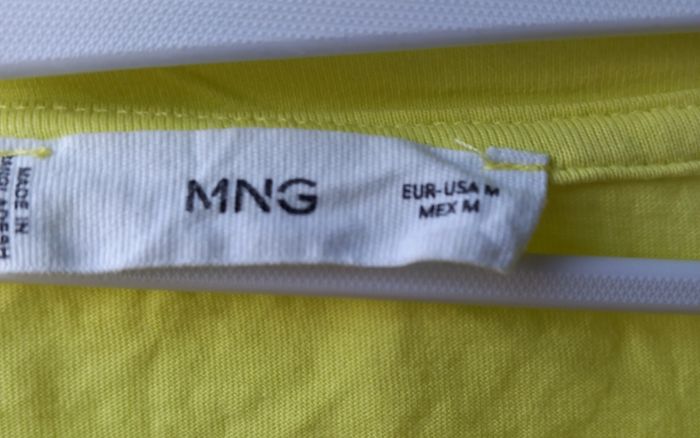 MADE IN
BANGLADESH
MNG
EUR-USA M
MEX M